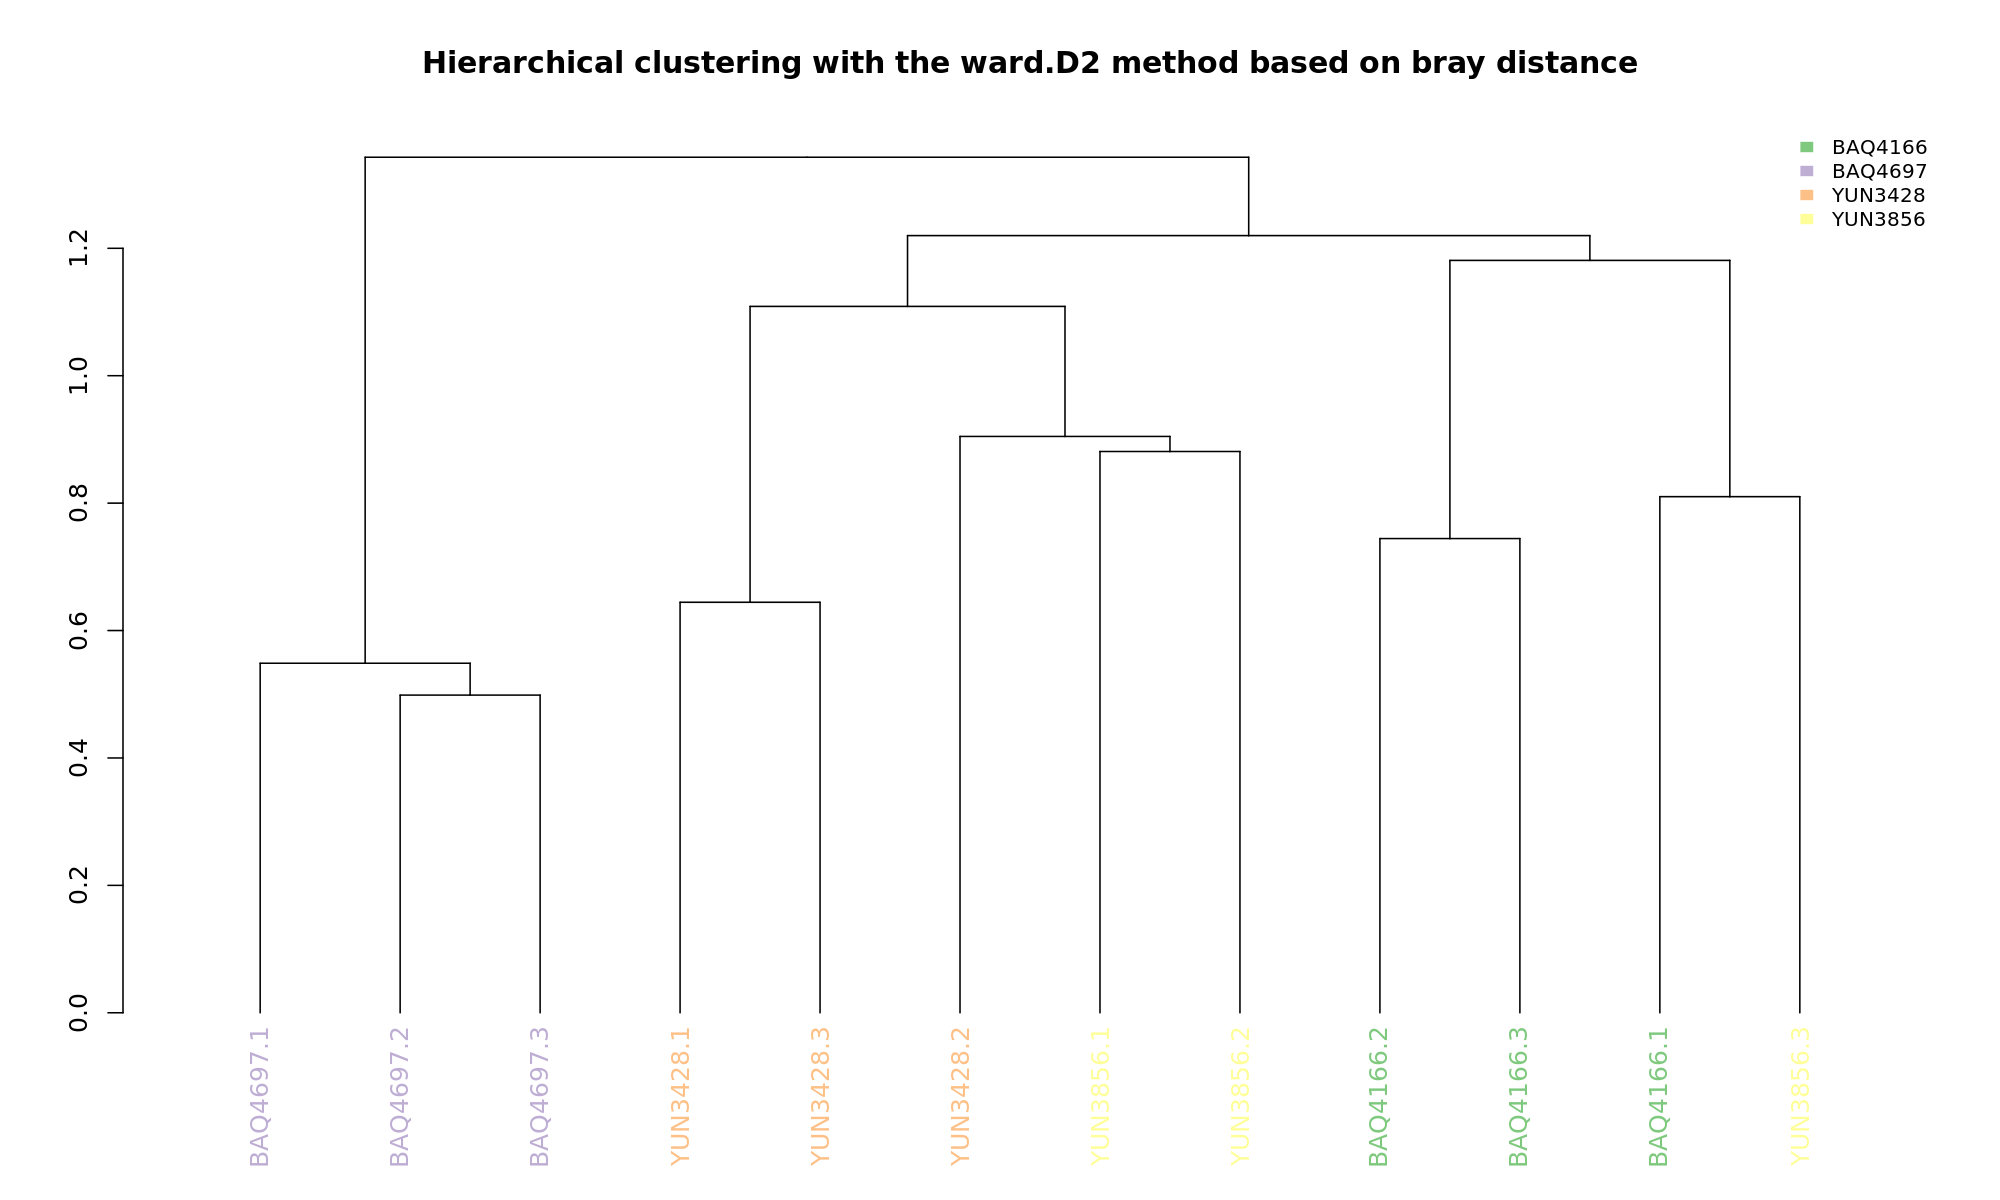 Hierarchical clustering with the ward.D2 method based on bray distance
BAQ4166
BAQ4697
YUN3428
YUN3856
1.2
1.0
0.8
0.6
0.4
0.2
0.0
BAQ4697.1
BAQ4697.2
BAQ4697.3
YUN3428.1
YUN3428.3
YUN3428.2
YUN3856.1
YUN3856.2
BAQ4166.2
BAQ4166.3
BAQ4166.1
YUN3856.3